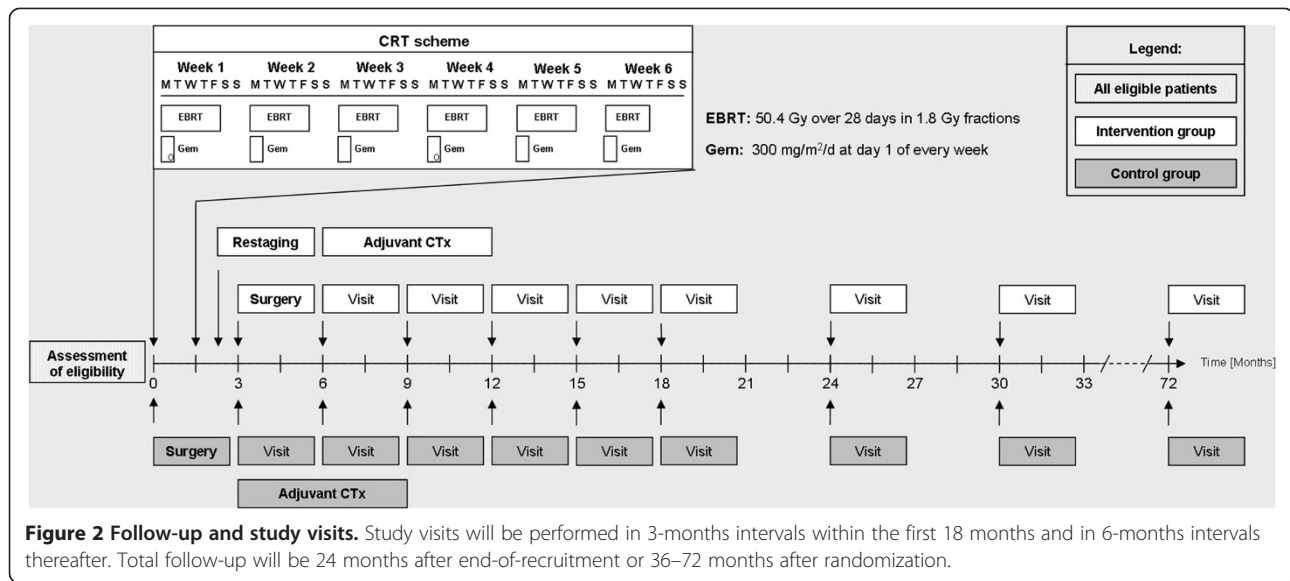 CRT scheme
Week 1 Week 2 Week 3 Week 4 Week 5 Week 6
M T W T F S S M T W T F S S M T W T F S S M T W T F S S M T W T F S S M T W T F S S
EBRT EBRT EBRT EBRT EBRT EBRT
O Gem Gem Gem O Gem Gem Gem
EBRT: 50.4 Gy over 28 days in 1.8 Gy fractions
Gem: 300 mg/m²/d at day 1 of every week
Legend:
All eligible patients
Intervention group
Control group
Restaging Adjuvant CTx
Surgery Visit Visit Visit Visit Visit Visit Visit Visit
Assessment
of eligibility
0 3 6 9 12 15 18 21 24 27 30 33 72
Time [Months]
Surgery Visit Visit Visit Visit Visit Visit Visit Visit Visit
Adjuvant CTx
Figure 2 Follow-up and study visits. Study visits will be performed in 3-months intervals within the first 18 months and in 6-months intervals
thereafter. Total follow-up will be 24 months after end-of-recruitment or 36–72 months after randomization.